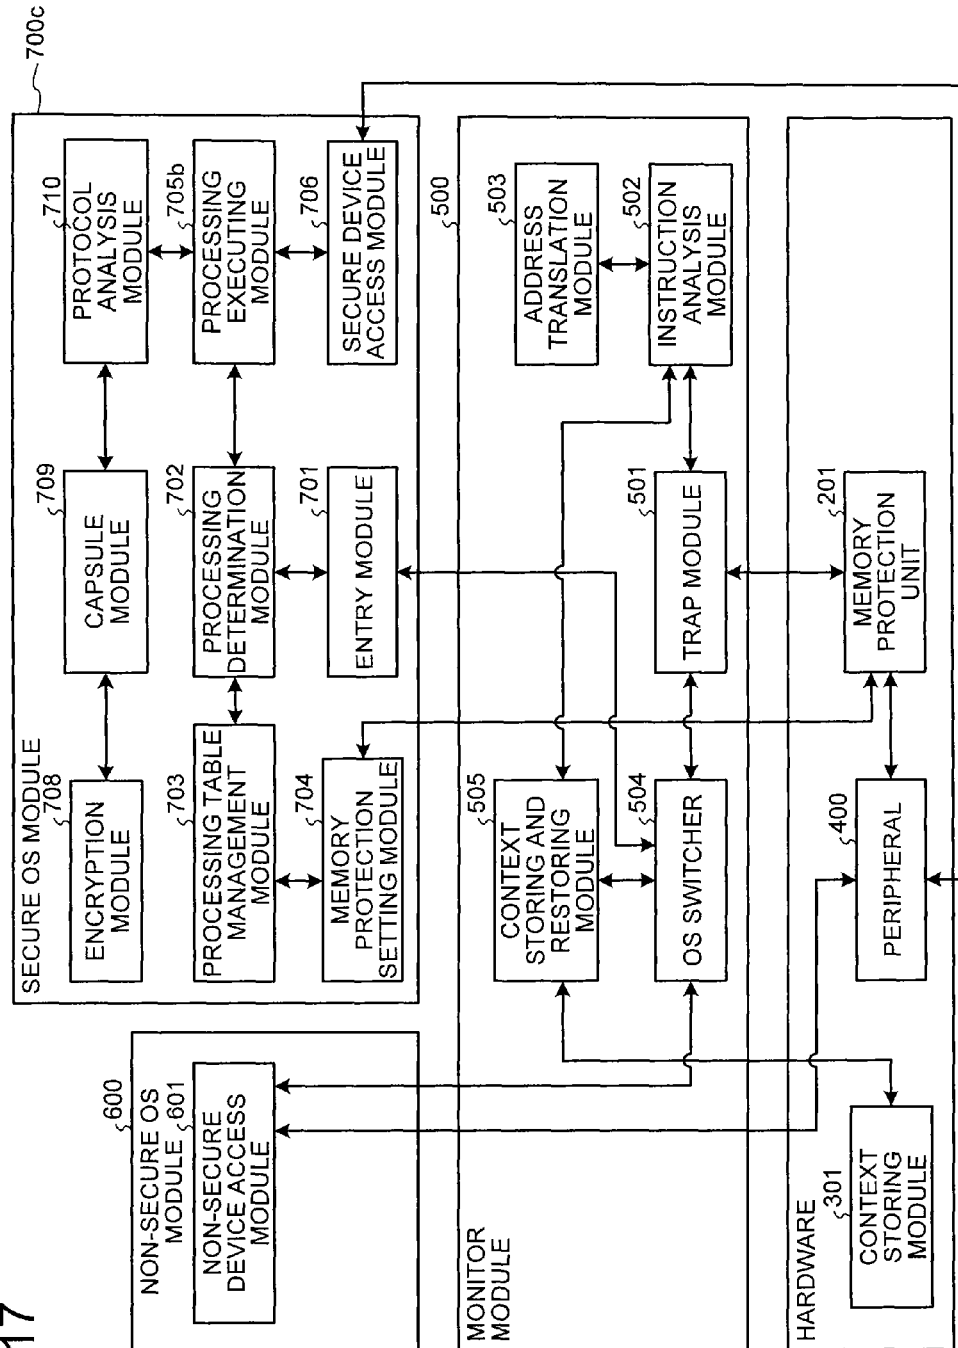 17
700c
SECURE OS MODULE
708
ENCRYPTION
MODULE
709
CAPSULE
MODULE
710
PROTOCOL
ANALYSIS
MODULE
703
PROCESSING TABLE
MANAGEMENT
MODULE
702
PROCESSING
DETERMINATION
MODULE
705b
PROCESSING
EXECUTING
MODULE
704
MEMORY
PROTECTION
SETTING MODULE
701
ENTRY MODULE
706
SECURE DEVICE
ACCESS MODULE
600
NON-SECURE OS
MODULE
601
NON-SECURE
DEVICE ACCESS
MODULE
500
MONITOR
MODULE
505
CONTEXT
STORING AND
RESTORING
MODULE
503
ADDRESS
TRANSLATION
MODULE
504
OS SWITCHER
501
TRAP MODULE
502
INSTRUCTION
ANALYSIS
MODULE
HARDWARE
301
CONTEXT
STORING
MODULE
400
PERIPHERAL
201
MEMORY
PROTECTION
UNIT